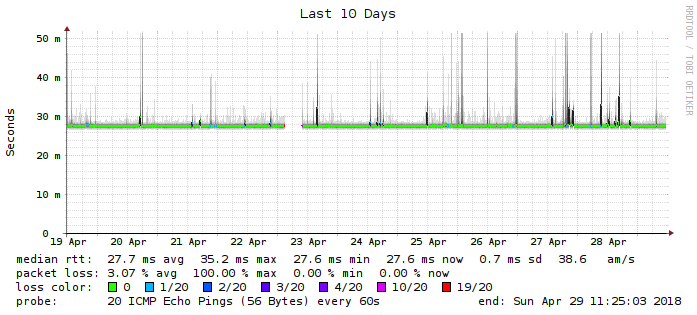 Last 10 Days
RRDTOOL / TOBI OETIKER
Seconds
50 m
40 m
30 m
20 m
10 m
0
19 Apr 20 Apr 21 Apr 22 Apr 23 Apr 24 Apr 25 Apr 26 Apr 27 Apr 28 Apr
median rtt: 27.7 ms avg 35.2 ms max 27.6 ms min 27.6 ms now 0.7 ms sd 38.6 am/s
packet loss: 3.07 % avg 100.00 % max 0.00 % min 0.00 % now
loss color: 0 1/20 2/20 3/20 4/20 10/20 19/20
probe: 20 ICMP Echo Pings (56 Bytes) every 60s end: Sun Apr 29 11:25:03 2018